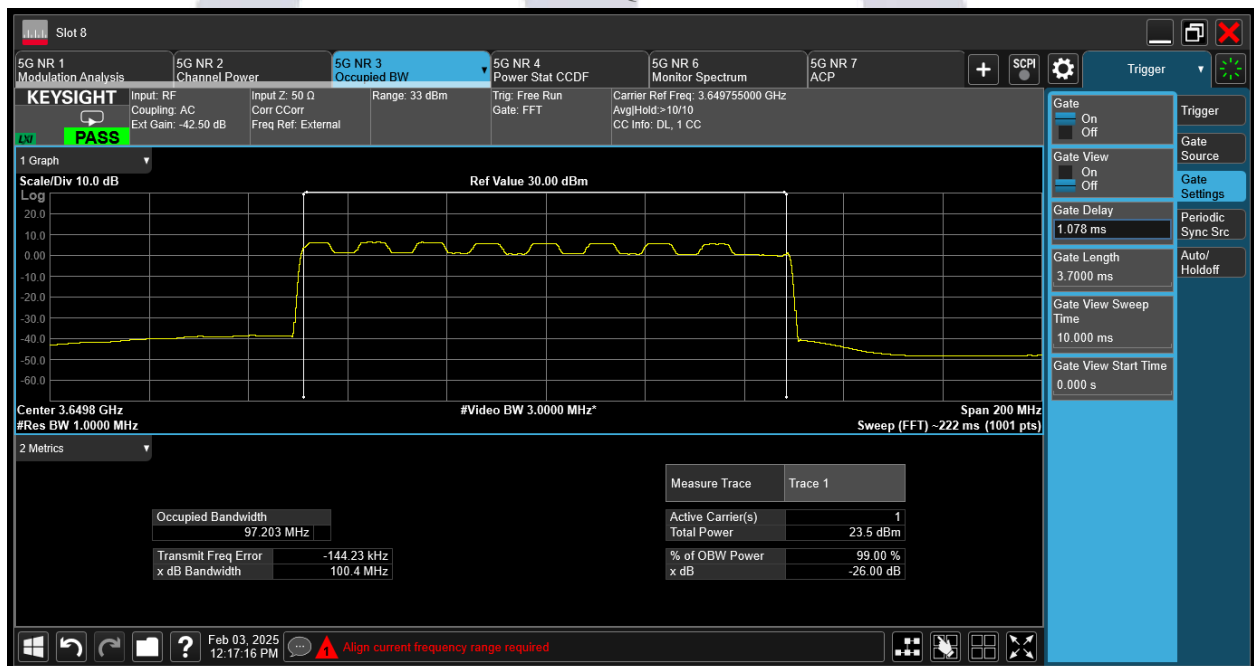 Slot 8
5G NR 1
Modulation Analysis
5G NR 2
Channel Power
5G NR 3
Occupied BW
5G NR 4
Power Stat CCDF
5G NR 6
Monitor Spectrum
5G NR 7
ACP
+
SCPI
Trigger
KEYSIGHT
LXI
PASS
Input: RF
Coupling: AC
Ext Gain: -42.50 dB
Input Z: 50 Ω
Corr CCorr
Freq Ref: External
Range: 33 dBm
Trig: Free Run
Gate: FFT
Carrier Ref Freq: 3.649755000 GHz
Avg|Hold:>10/10
CC Info: DL, 1 CC
1 Graph
Scale/Div 10.0 dB
Ref Value 30.00 dBm
Log
20.0
10.0
0.00
-10.0
-20.0
-30.0
-40.0
-50.0
-60.0
Center 3.6498 GHz
#Video BW 3.0000 MHz*
Span 200 MHz
#Res BW 1.0000 MHz
Sweep (FFT) ~222 ms (1001 pts)
2 Metrics
Measure Trace Trace 1
Occupied Bandwidth
97.203 MHz
Transmit Freq Error -144.23 kHz
x dB Bandwidth 100.4 MHz
Active Carrier(s) 1
Total Power 23.5 dBm
% of OBW Power 99.00 %
x dB -26.00 dB
Gate
On
Off
Gate View
On
Off
Gate Delay
1.078 ms
Gate Length
3.7000 ms
Gate View Sweep
Time
10.000 ms
Gate View Start Time
0.000 s
Trigger
Gate
Source
Gate
Settings
Periodic
Sync Src
Auto/
Holdoff
?
Feb 03, 2025
12:17:16 PM
1
Align current frequency range required